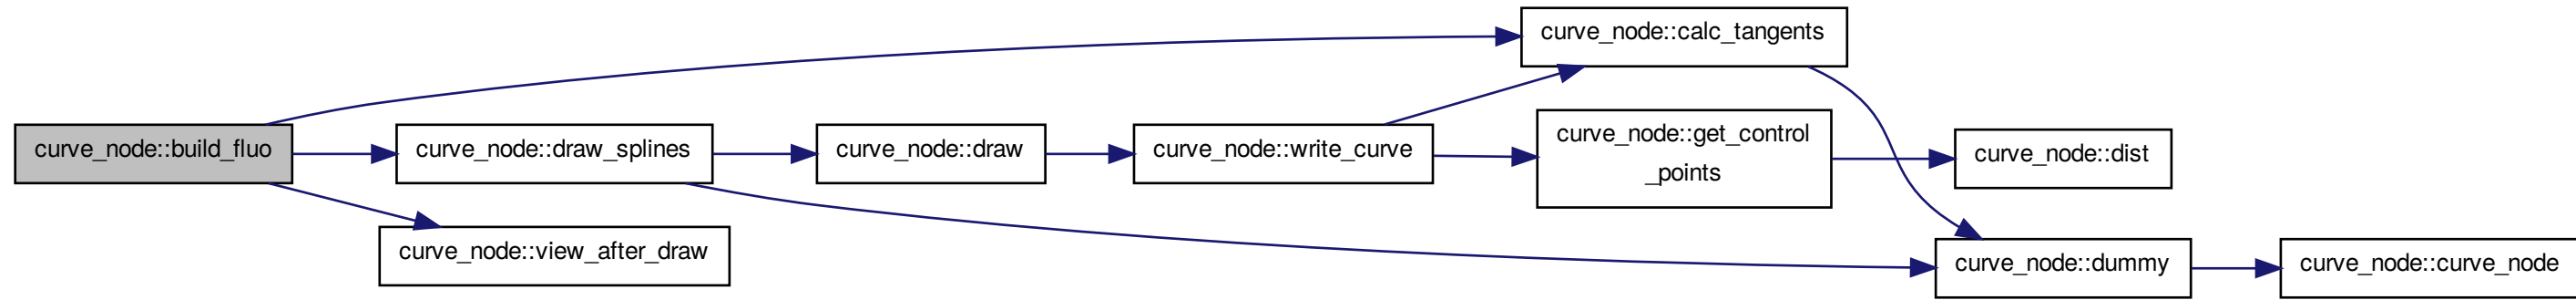 curve_node::calc_tangents
curve_node::build_fluo
curve_node::draw_splines
curve_node::draw
curve_node::write_curve
curve_node::get_control
_points
curve_node::dist
curve_node::view_after_draw
curve_node::dummy
curve_node::curve_node